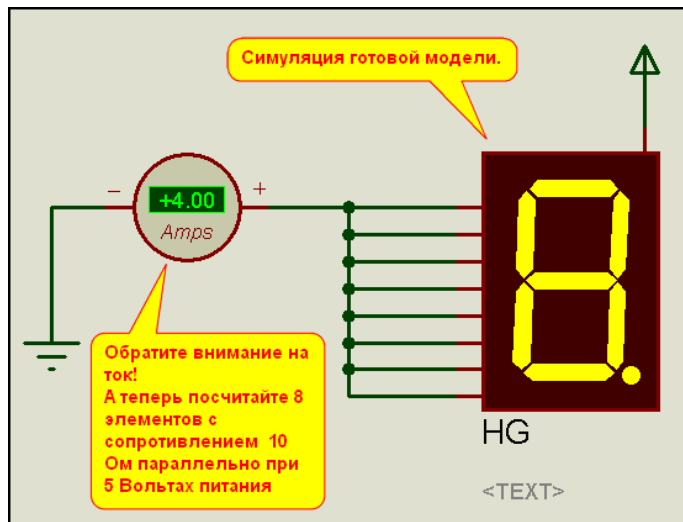 Симуляция готовой модели.
− +4.00 +
Amps
Обратите внимание на
ток!
А теперь посчитайте 8
элементов с
сопротивлением 10
Ом параллельно при
5 Вольтах питания
HG
<TEXT>